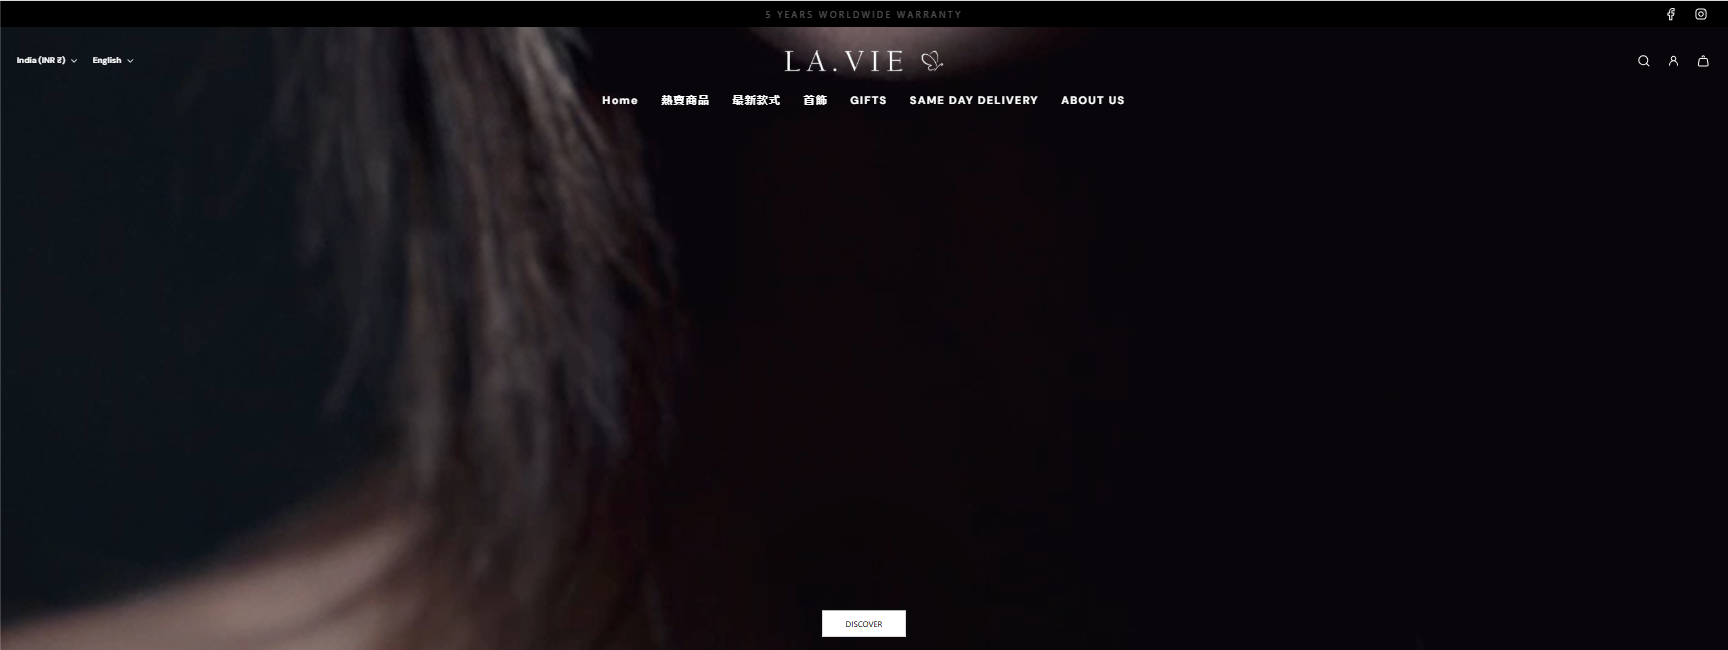 5 YEARS WORLDWIDE WARRANTY
India (INR ₹) English
LA.VIE
Home 熱賣商品 最新款式 首飾 GIFTS SAME DAY DELIVERY ABOUT US
DISCOVER